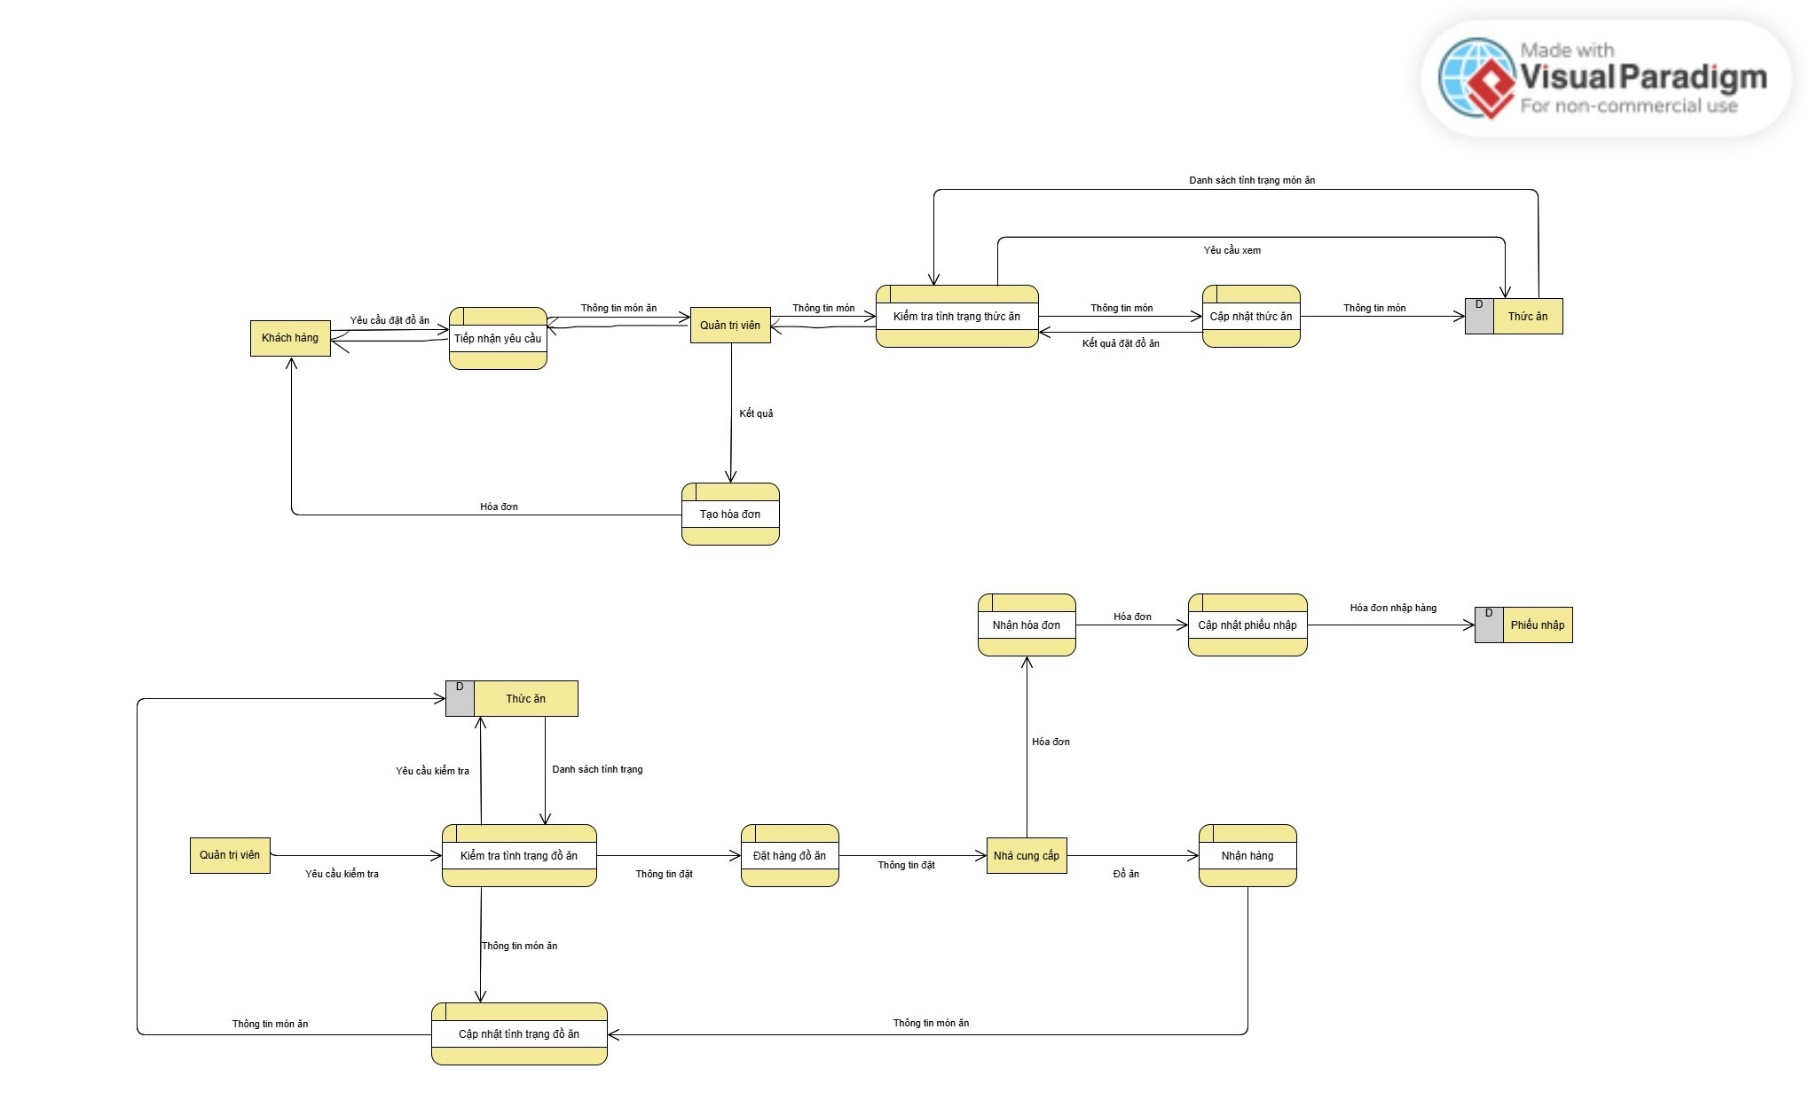 Made with
Visual Paradigm
For non-commercial use
Danh sách tình trạng món ăn
Yêu cầu xem
Khách hàng
Yêu cầu đặt đồ ăn
Tiếp nhận yêu cầu
Thông tin món ăn
Quản trị viên
Thông tin món
Kiểm tra tình trạng thức ăn
Thông tin món
Kết quả đặt đồ ăn
Cập nhật thức ăn
Thông tin món
D
Thức ăn
Kết quả
Hóa đơn
Tạo hóa đơn
Nhận hóa đơn
Hóa đơn
Cập nhật phiếu nhập
Hóa đơn nhập hàng
D
Phiếu nhập
D
Thức ăn
Hóa đơn
Yêu cầu kiểm tra
Danh sách tình trạng
Quản trị viên
Yêu cầu kiểm tra
Kiểm tra tình trạng đồ ăn
Thông tin đặt
Đặt hàng đồ ăn
Thông tin đặt
Nhà cung cấp
Đồ ăn
Nhận hàng
Thông tin món ăn
Thông tin món ăn
Cập nhật tình trạng đồ ăn
Thông tin món ăn